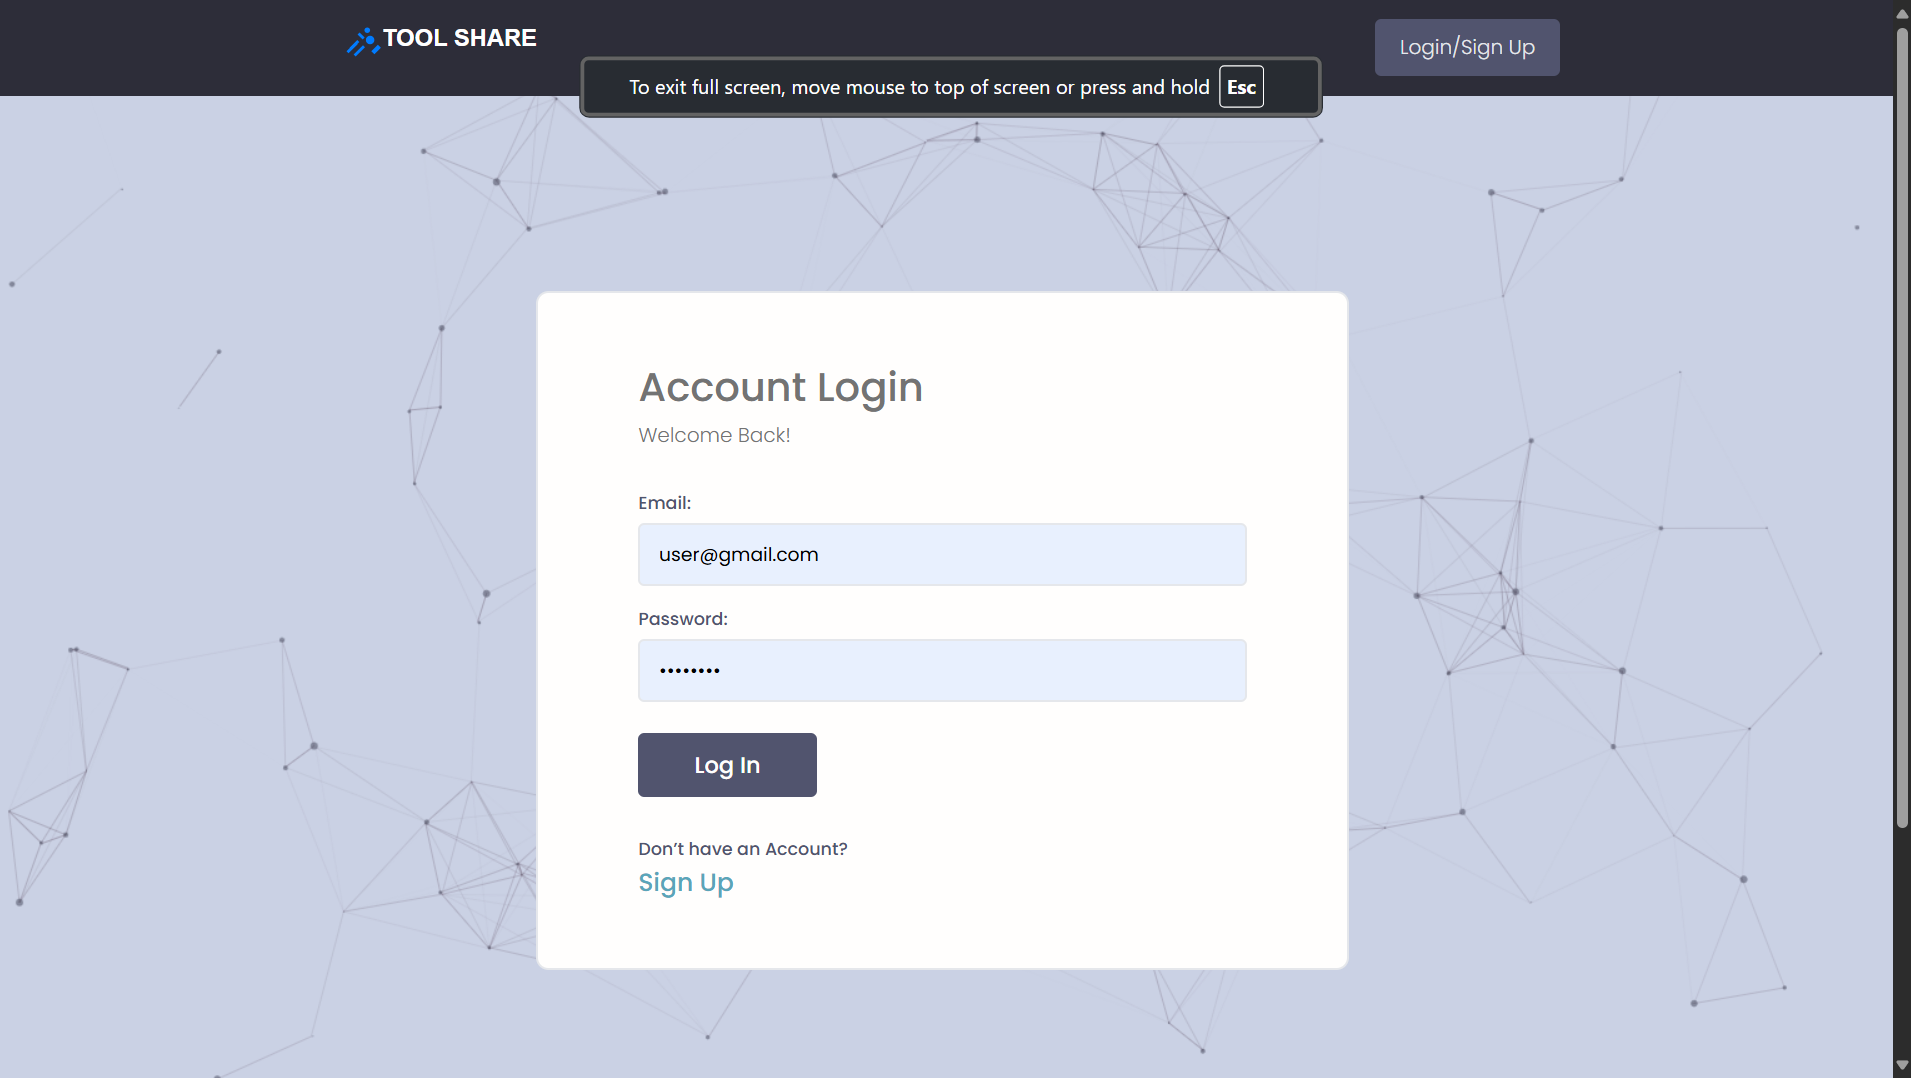 TOOL SHARE
Login/Sign Up
To exit full screen, move mouse to top of screen or press and hold Esc
Account Login
Welcome Back!
Email:
user@gmail.com
Password:
••••••••
Log In
Don’t have an Account?
Sign Up